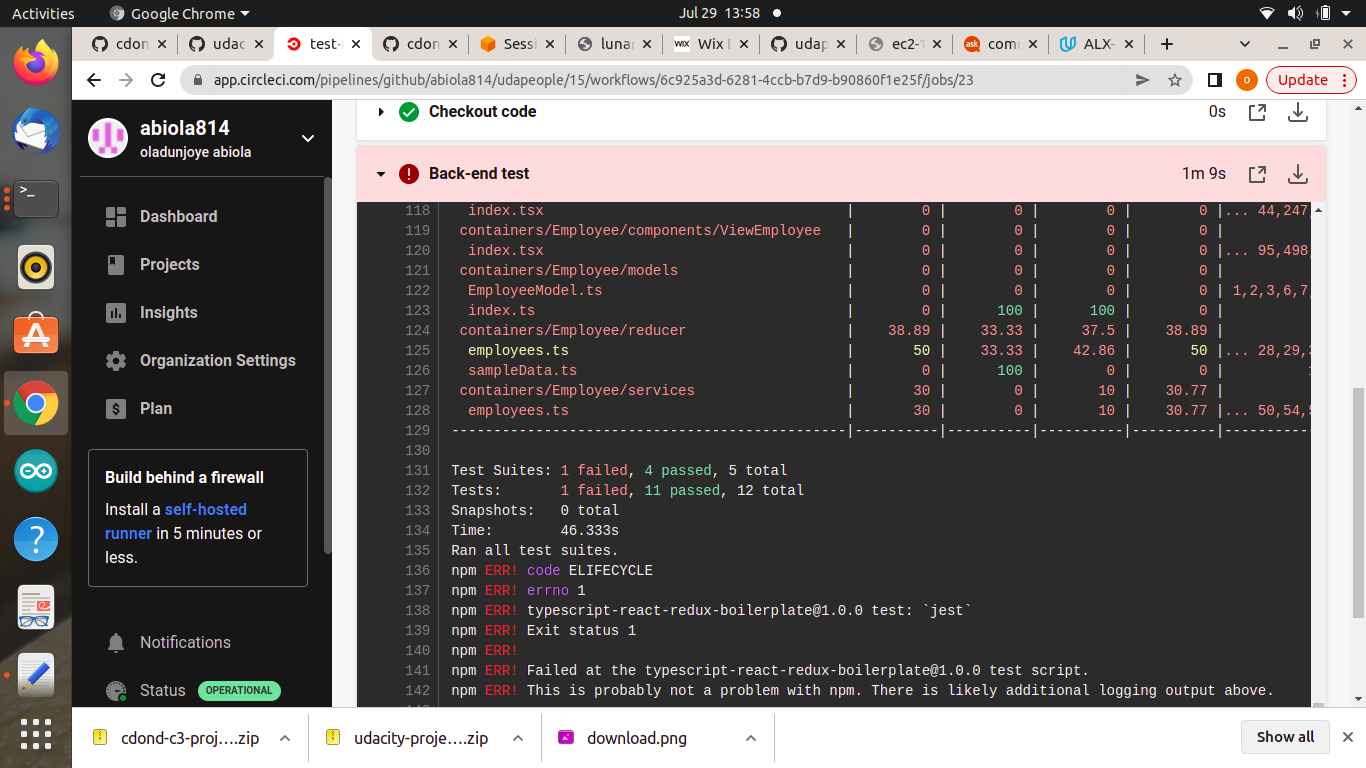 Activities
Google Chrome
Jul 29 13:58
cdon
udac
test-
cdon
Sessi
luna
WIX Wix E
udap
ec2-
ask com
ALX-
app.circleci.com/pipelines/github/abiola814/udapeople/15/workflows/6c925a3d-6281-4ccb-b7d9-b90860f1e25f/jobs/23
o
Update
abiola814
oladunjoye abiola
Dashboard
Projects
Insights
Organization Settings
Plan
Build behind a firewall
Install a self-hosted
runner in 5 minutes or
less.
Notifications
Status OPERATIONAL
Checkout code 0s
Back-end test 1m 9s
118 index.tsx | 0 | 0 | 0 | 0 |... 44,247,
119 containers/Employee/components/ViewEmployee | 0 | 0 | 0 | 0 |
120 index.tsx | 0 | 0 | 0 | 0 |... 95,498,
121 containers/Employee/models | 0 | 0 | 0 | 0 |
122 EmployeeModel.ts | 0 | 0 | 0 | 0 | 1,2,3,6,7,
123 index.ts | 0 | 100 | 100 | 0 |
124 containers/Employee/reducer | 38.89 | 33.33 | 37.5 | 38.89 |
125 employees.ts | 50 | 33.33 | 42.86 | 50 |... 28,29,
126 sampleData.ts | 0 | 100 | 0 | 0 |
127 containers/Employee/services | 30 | 0 | 10 | 30.77 |
128 employees.ts | 30 | 0 | 10 | 30.77 |... 50,54,
129 -----------------------------------------------|----------|----------|----------|----------|----------
130
131 Test Suites: 1 failed, 4 passed, 5 total
132 Tests: 1 failed, 11 passed, 12 total
133 Snapshots: 0 total
134 Time: 46.333s
135 Ran all test suites.
136 npm ERR! code ELIFECYCLE
137 npm ERR! errno 1
138 npm ERR! typescript-react-redux-boilerplate@1.0.0 test: `jest`
139 npm ERR! Exit status 1
140 npm ERR!
141 npm ERR! Failed at the typescript-react-redux-boilerplate@1.0.0 test script.
142 npm ERR! This is probably not a problem with npm. There is likely additional logging output above.
cdond-c3-proj....zip
udacity-proje....zip
download.png
Show all